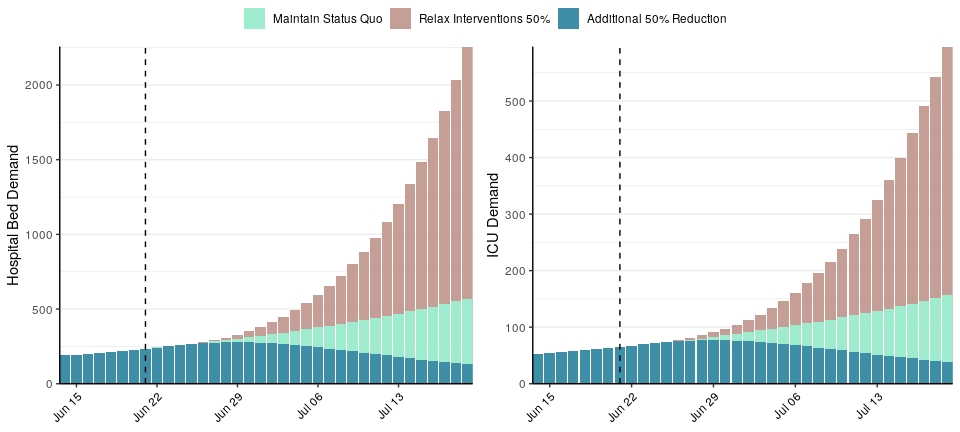 Maintain Status Quo Relax Interventions 50% Additional 50% Reduction
Hospital Bed Demand
2000
1500
1000
500
0
Jun 15 Jun 22 Jun 29 Jul 06 Jul 13
ICU Demand
500
400
300
200
100
0
Jun 15 Jun 22 Jun 29 Jul 06 Jul 13